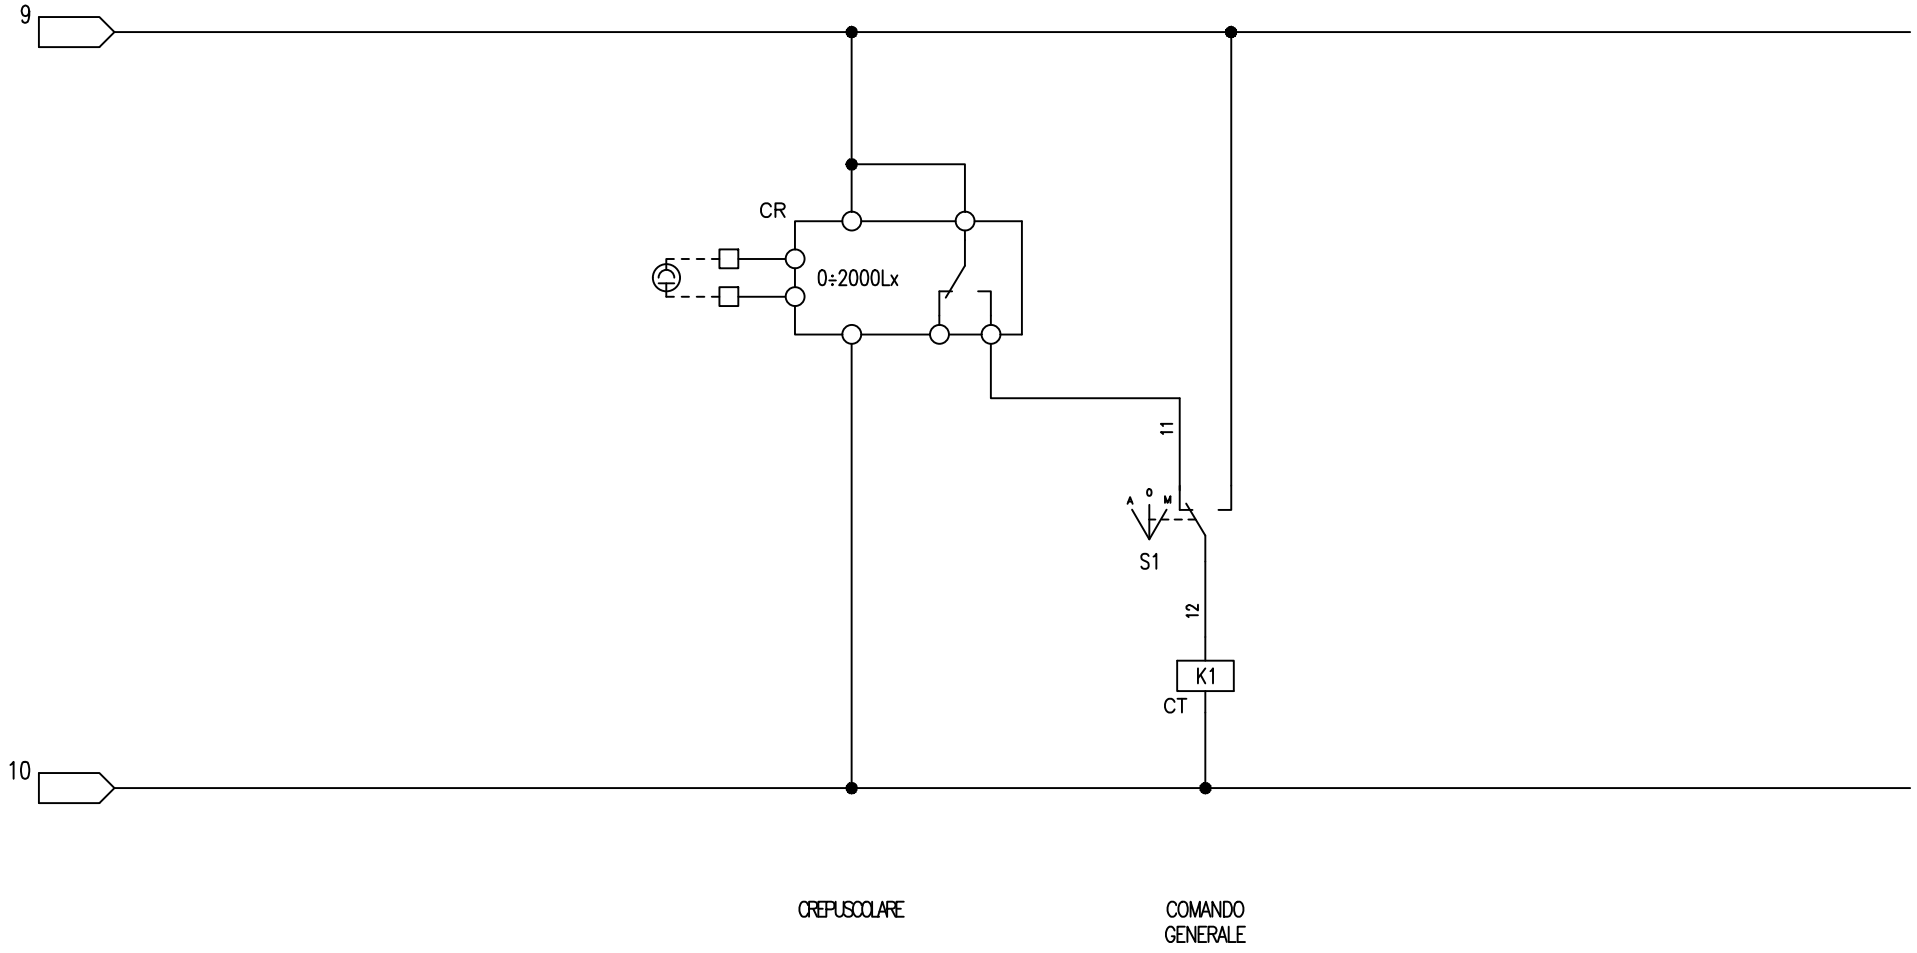 9
CR
0÷2000Lx
11
A
0
M
S1
12
K1
CT
10
CREPUSCOLARE
COMANDO
GENERALE